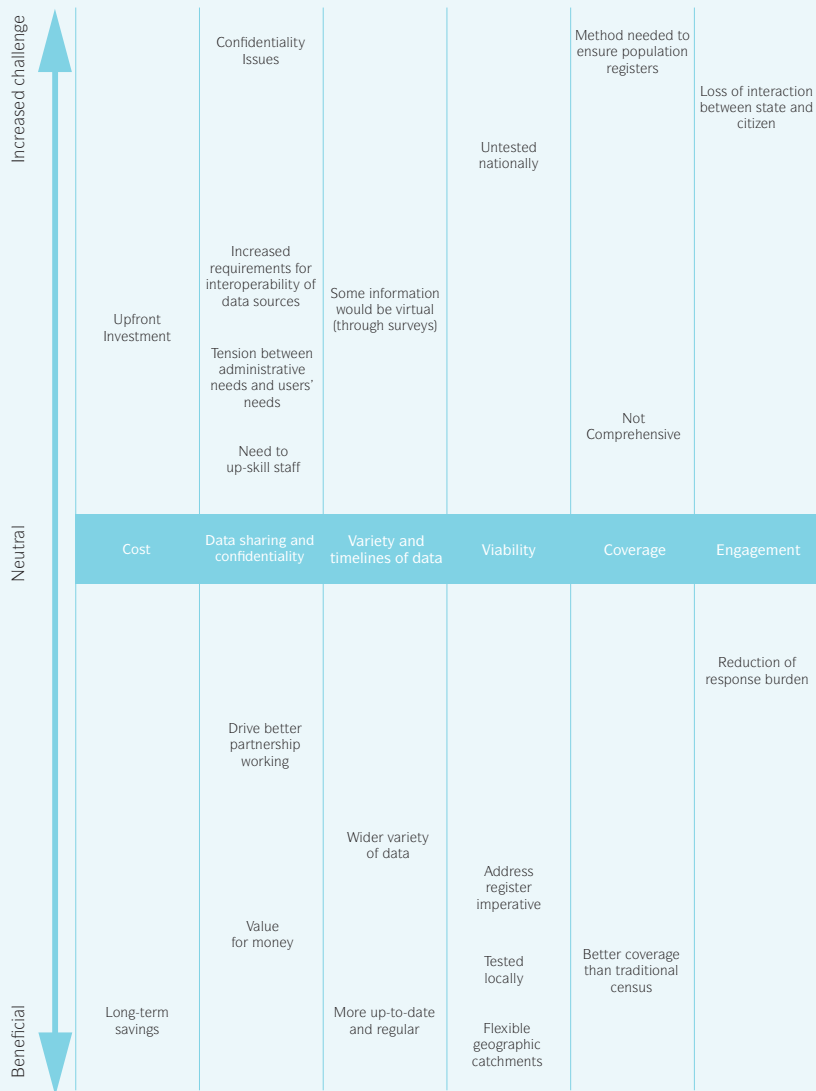 Increased challenge
Neutral
Beneficial
Upfront
Investment
Confidentiality
Issues
Increased
requirements for
interoperability of
data sources
Tension between
administrative
needs and users’
needs
Need to
up-skill staff
Some information
would be virtual
(through surveys)
Untested
nationally
Method needed to
ensure population
registers
Not
Comprehensive
Loss of interaction
between state and
citizen
Cost
Data sharing and
confidentiality
Variety and
timelines of data
Viability
Coverage
Engagement
Long-term
savings
Drive better
partnership
working
Value
for money
Wider variety
of data
More up-to-date
and regular
Address
register
imperative
Tested
locally
Flexible
geographic
catchments
Better coverage
than traditional
census
Reduction of
response burden